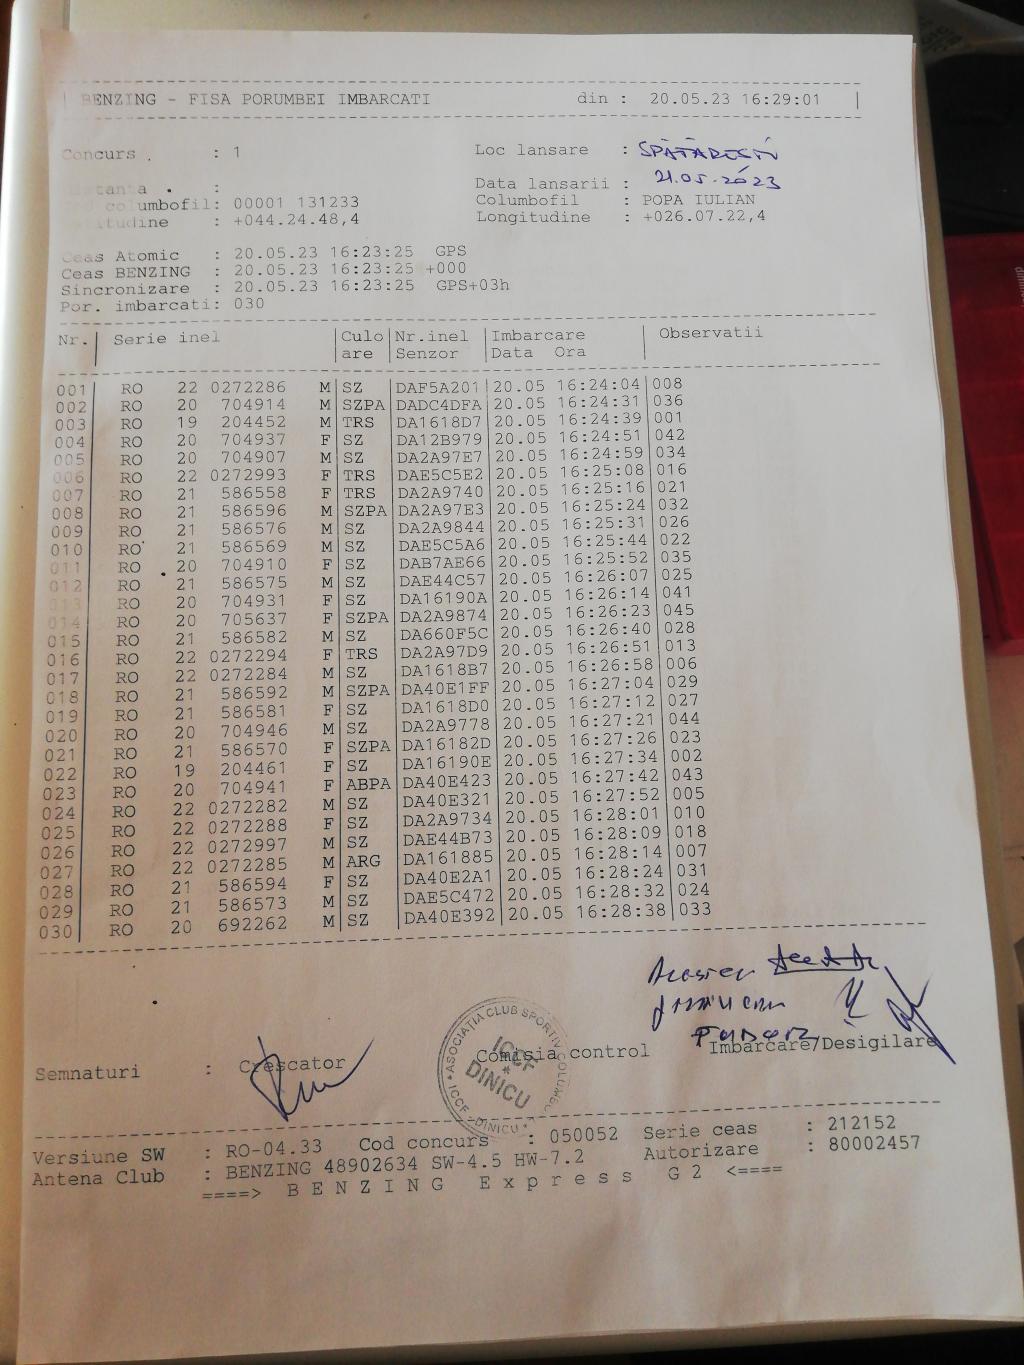 BENZING - FISA PORUMBEI IMBARCATI din : 20.05.23 16:29:01
Concurs : 1 Loc lansare :
Data lansarii : 21.05.2023
columbofil: 00001 131233 Columbofil : POPA IULIAN
: +044.24.48,4 Longitudine : +026.07.22,4
Ceas Atomic : 20.05.23 16:23:25 GPS
Ceas BENZING : 20.05.23 16:23:25 +000
Sincronizare : 20.05.23 16:23:25 GPS+03h
Por. imbarcati: 030
Nr. Serie inel Culo Nr.inel Imbarcare Observatii
are Senzor Data Ora
001 RO 22 0272286 M SZ DAF5A201 20.05 16:24:04 008
002 RO 20 704914 M SZPA DADC4DFA 20.05 16:24:31 036
003 RO 19 204452 M TRS DA1618D7 20.05 16:24:39 001
004 RO 20 704937 F SZ DA12B979 20.05 16:24:51 042
005 RO 20 704907 M SZ DA2A97E7 20.05 16:24:59 034
006 RO 22 0272993 F TRS DAE5C5E2 20.05 16:25:08 016
007 RO 21 586558 F TRS DA2A9740 20.05 16:25:16 021
008 RO 21 586596 M SZPA DA2A97E3 20.05 16:25:24 032
009 RO 21 586576 M SZ DA2A9844 20.05 16:25:31 026
010 RO 21 586569 M SZ DAE5C5A6 20.05 16:25:44 022
011 RO 20 704910 F SZ DAB7AE66 20.05 16:25:52 035
012 RO 21 586575 M SZ DAE44C57 20.05 16:26:07 025
013 RO 20 704931 F SZ DA16190A 20.05 16:26:14 041
014 RO 20 705637 F SZPA DA2A9874 20.05 16:26:23 045
015 RO 21 586582 M SZ DA660F5C 20.05 16:26:40 028
016 RO 22 0272294 F TRS DA2A97D9 20.05 16:26:51 013
017 RO 22 0272284 M SZ DA1618B7 20.05 16:26:58 006
018 RO 21 586592 M SZPA DA40E1FF 20.05 16:27:04 029
019 RO 21 586581 F SZ DA1618D0 20.05 16:27:12 027
020 RO 20 704946 M SZ DA2A9778 20.05 16:27:21 044
021 RO 21 586570 F SZPA DA16182D 20.05 16:27:26 023
022 RO 19 204461 F SZ DA16190E 20.05 16:27:34 002
023 RO 20 704941 F ABPA DA40E423 20.05 16:27:42 043
024 RO 22 0272282 M SZ DA40E321 20.05 16:27:52 005
025 RO 22 0272288 F SZ DA2A9734 20.05 16:28:01 010
026 RO 22 0272997 M SZ DAE44B73 20.05 16:28:09 018
027 RO 22 0272285 M ARG DA161885 20.05 16:28:14 007
028 RO 21 586594 F SZ DA40E2A1 20.05 16:28:24 031
029 RO 21 586573 M SZ DAE5C472 20.05 16:28:32 024
030 RO 20 692262 M SZ DA40E392 20.05 16:28:38 033
Semnaturi : Crescator Comisia control Imbarcare/Desigilare
ASOCIAȚIA CLUB SPORTIV
ICCF
DINICU
ICCF - DINICU
Versiune SW : RO-04.33 Cod concurs : 050052 Serie ceas : 212152
Antena Club : BENZING 48902634 SW-4.5 HW-7.2 Autorizare : 80002457
====> BENZING Express G2 <====